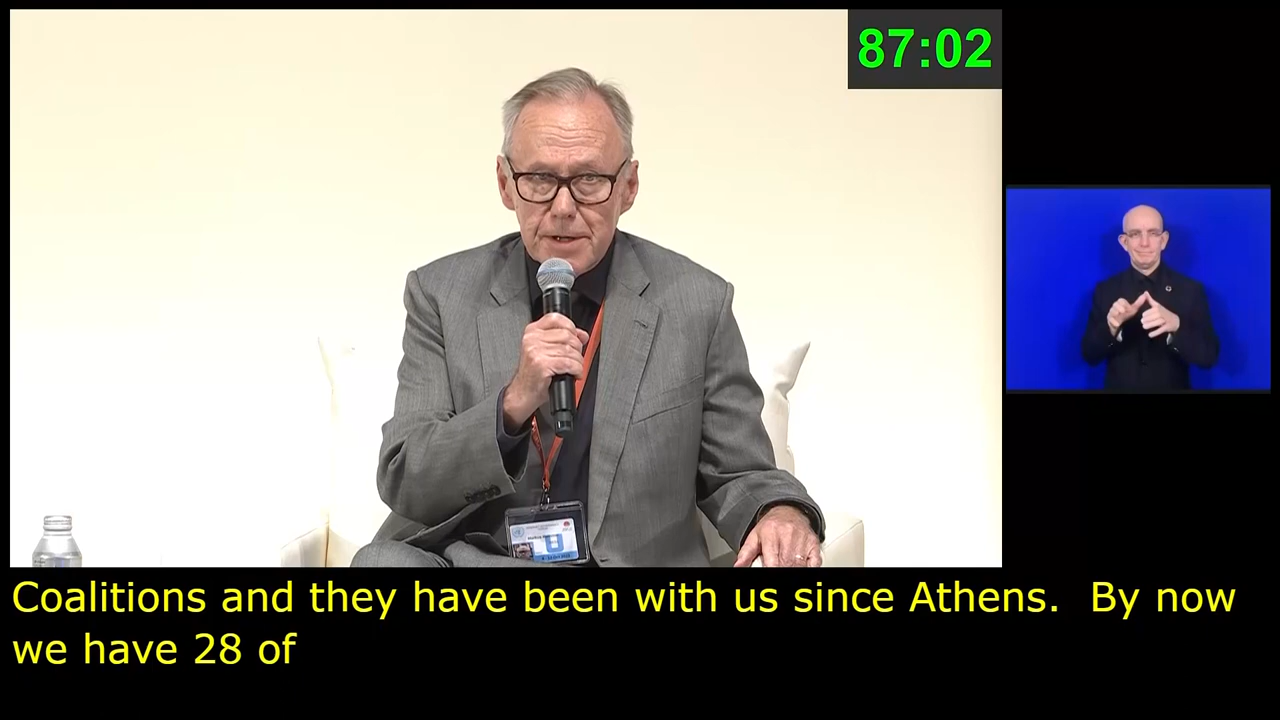 87:02
Coalitions and they have been with us since Athens.  By now
we have 28 of